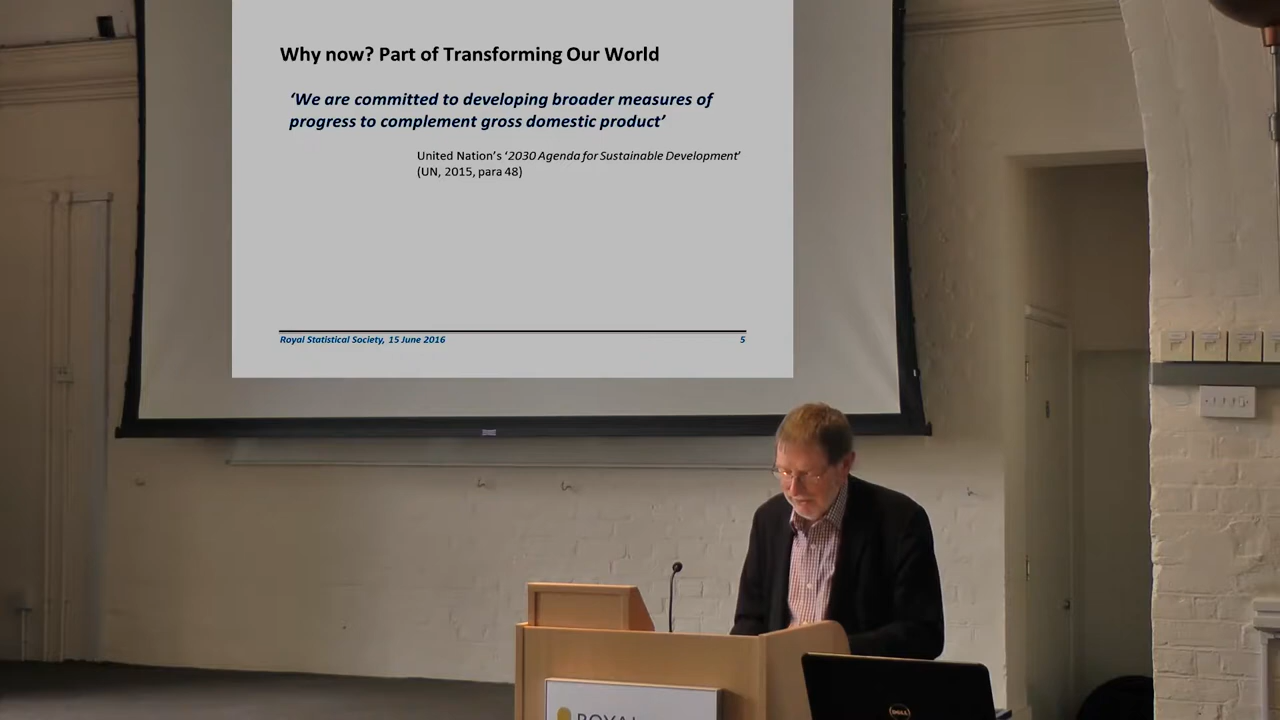 Why now? Part of Transforming Our World
‘We are committed to developing broader measures of
progress to complement gross domestic product’
United Nation's ‘2030 Agenda for Sustainable Development’
(UN, 2015, para 48)
Royal Statistical Society, 15 June 2016
5
ROYAL
DELL